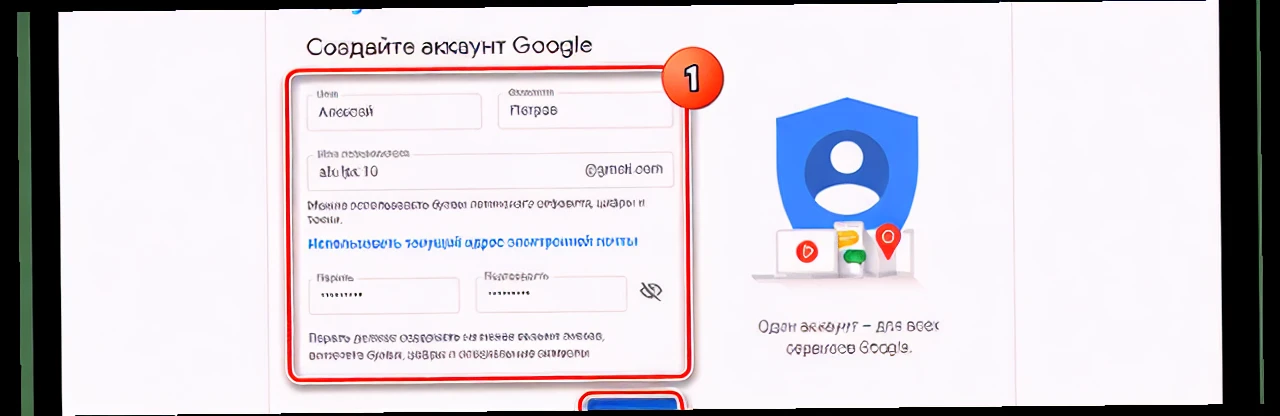 Создайте аккаунт Google
1
Имя
Алексей
Петров
Имя пользователя
10
@gmail.com
Можно использовать буквы латинского алфавита, цифры и
точки.
Использовать текущий адрес электронной почты
Пароль
Подтвердить
Пароль должен содержать не менее восьми знаков,
включать буквы, цифры и специальные символы
Один аккаунт – для всех
сервисов Google.